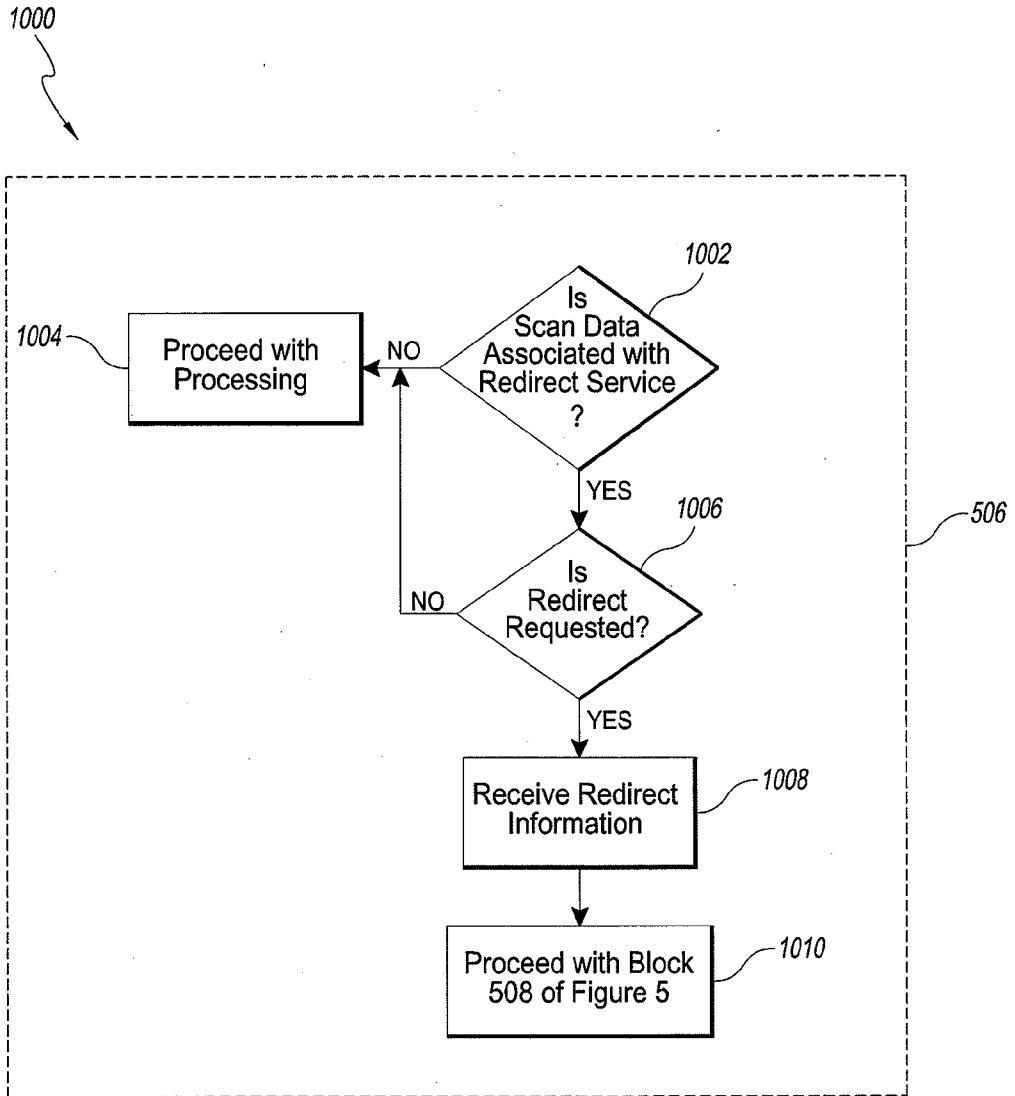 1000
1002
Is
Scan Data
Associated with
Redirect Service
?
NO
1004
Proceed with
Processing
YES
1006
506
Is
Redirect
Requested?
NO
YES
1008
Receive Redirect
Information
1010
Proceed with Block
508 of Figure 5